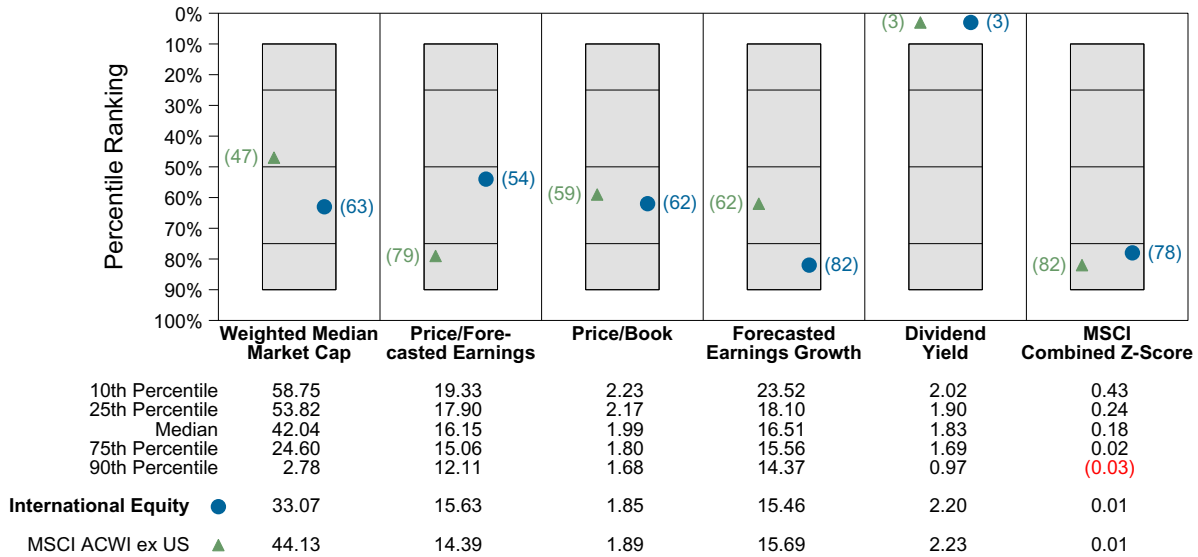 0%
10%
20%
30%
40%
50%
60%
70%
80%
90%
100%
Percentile Ranking
(47)
(63)
(79)
(54)
(59)
(62)
(62)
(82)
(3)
(3)
(82)
(78)
Weighted Median
Market Cap
Price/Fore-
casted Earnings
Price/Book
Forecasted
Earnings Growth
Dividend
Yield
MSCI
Combined Z-Score
10th Percentile 58.75 19.33 2.23 23.52 2.02 0.43
25th Percentile 53.82 17.90 2.17 18.10 1.90 0.24
Median 42.04 16.15 1.99 16.51 1.83 0.18
75th Percentile 24.60 15.06 1.80 15.56 1.69 0.02
90th Percentile 2.78 12.11 1.68 14.37 0.97 (0.03)
International Equity 33.07 15.63 1.85 15.46 2.20 0.01
MSCI ACWI ex US 44.13 14.39 1.89 15.69 2.23 0.01